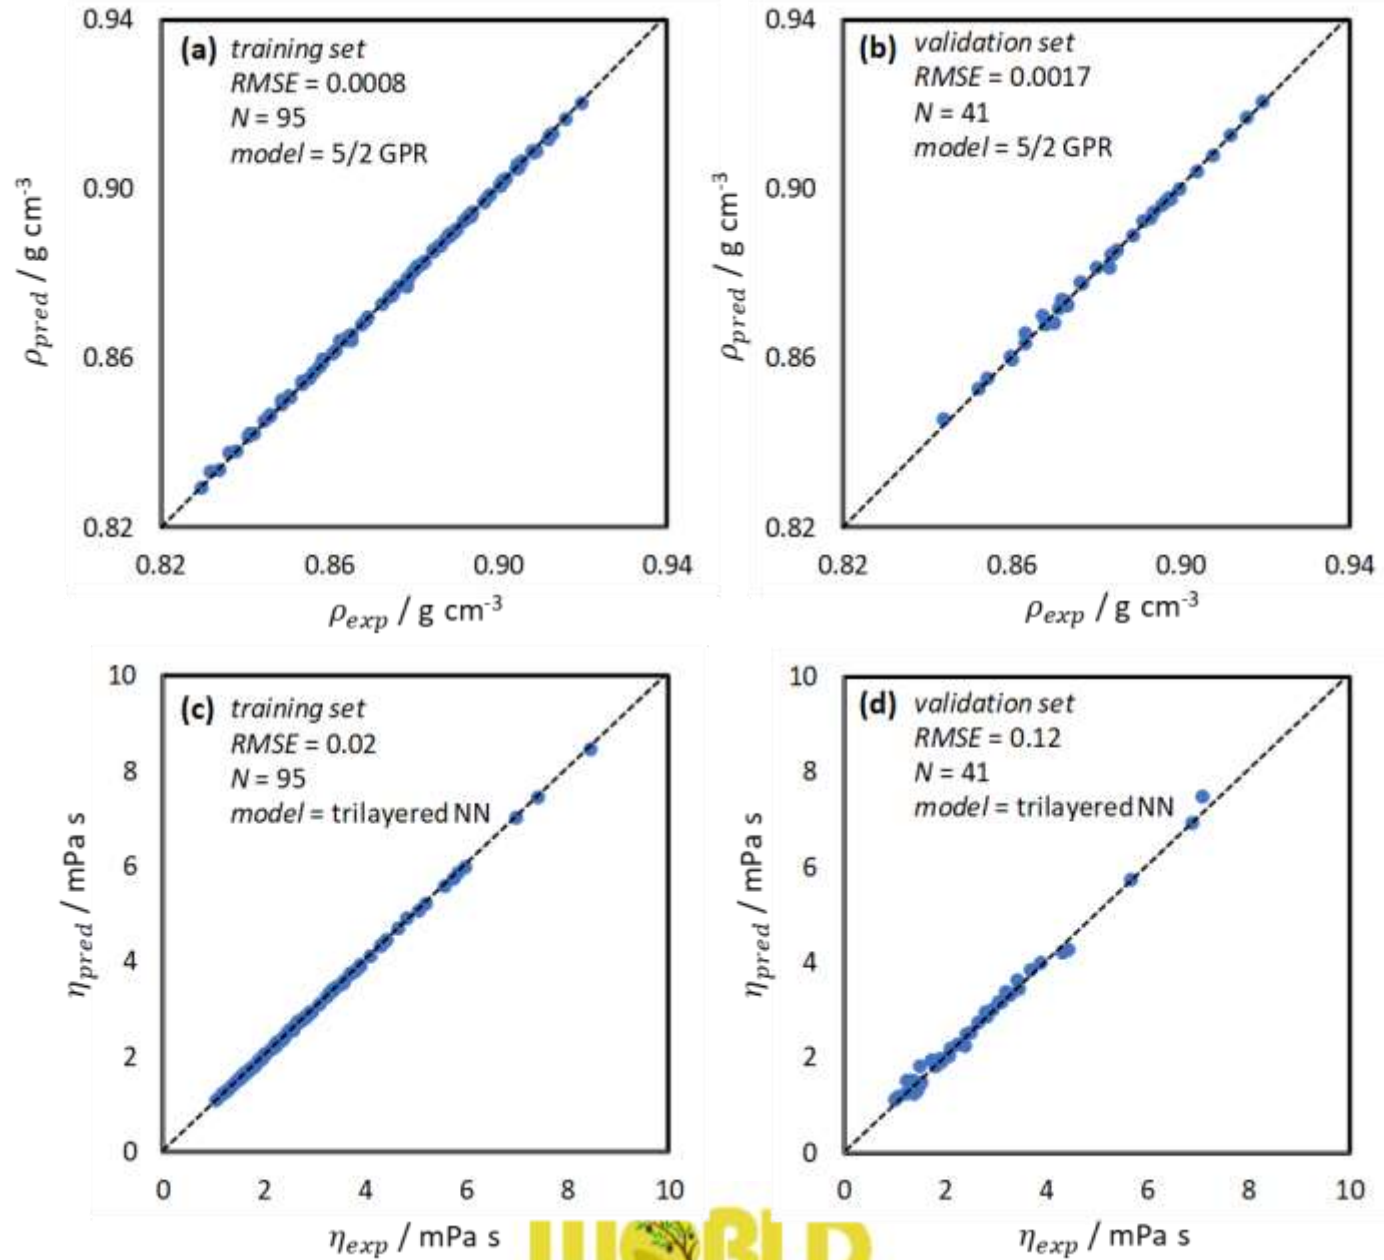 0.94
(a) training set
RMSE = 0.0008
N = 95
model = 5/2 GPR
0.90
0.86
0.82
ρpred / g cm-3
0.82 0.86 0.90 0.94
ρexp / g cm-3
0.94
(b) validation set
RMSE = 0.0017
N = 41
model = 5/2 GPR
0.90
0.86
0.82
ρpred / g cm-3
0.82 0.86 0.90 0.94
ρexp / g cm-3
10
(c) training set
RMSE = 0.02
N = 95
model = trilayered NN
8
6
4
2
0
ηpred / mPa s
0 2 4 6 8 10
ηexp / mPa s
10
(d) validation set
RMSE = 0.12
N = 41
model = trilayered NN
8
6
4
2
0
ηpred / mPa s
0 2 4 6 8 10
ηexp / mPa s
WORLD